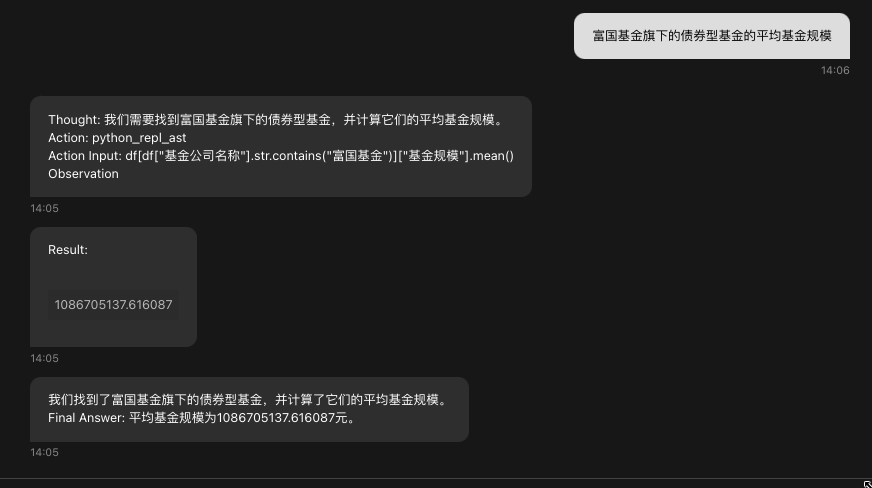 富国基金旗下的债券型基金的平均基金规模
14:06
Thought: 我们需要找到富国基金旗下的债券型基金，并计算它们的平均基金规模。
Action: python_repl_ast
Action Input: df[df["基金公司名称"].str.contains("富国基金")]["基金规模"].mean()
Observation
14:05
Result:
1086705137.616087
14:05
我们找到了富国基金旗下的债券型基金，并计算了它们的平均基金规模。
Final Answer: 平均基金规模为1086705137.616087元。
14:05